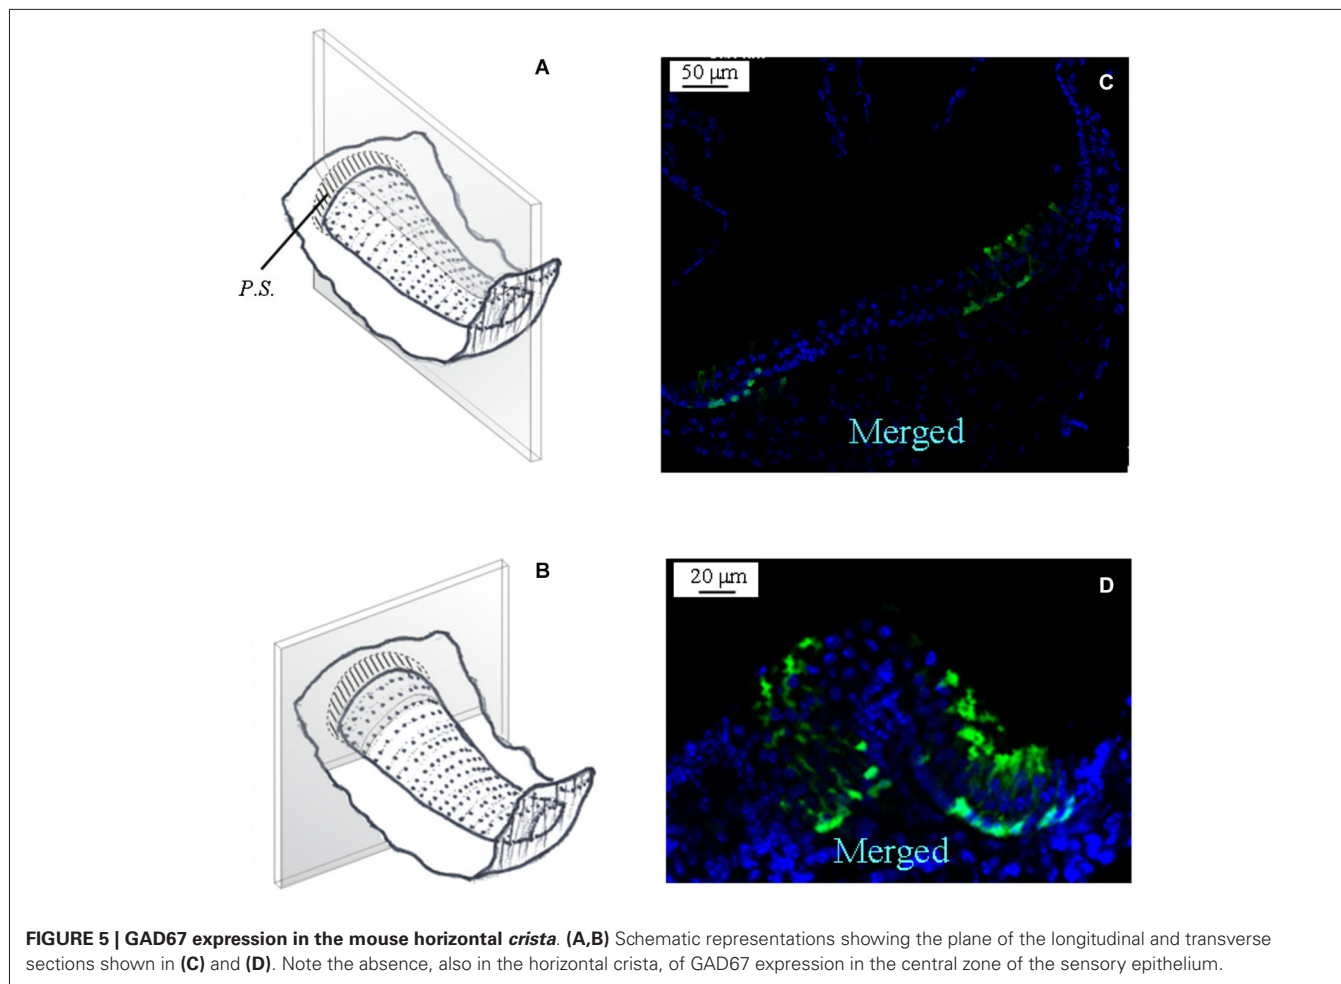 A
P.S.
50 µm
C
Merged
B
20 µm
D
Merged
FIGURE 5 | GAD67 expression in the mouse horizontal crista. (A,B) Schematic representations showing the plane of the longitudinal and transverse
sections shown in (C) and (D). Note the absence, also in the horizontal crista, of GAD67 expression in the central zone of the sensory epithelium.